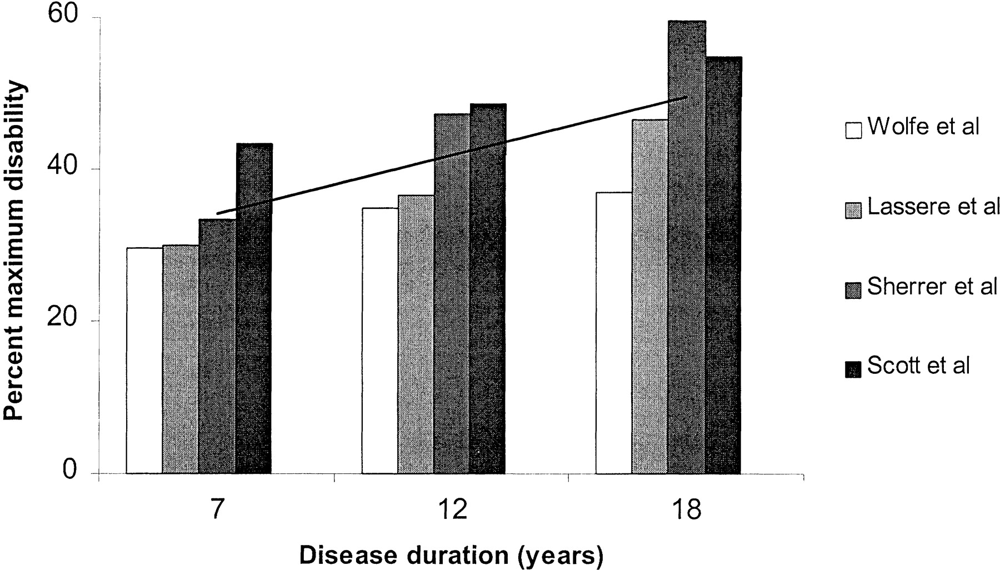 Percent maximum disability
60
40
20
0
7
12
18
Disease duration (years)
Wolfe et al
Lassere et al
Sherrer et al
Scott et al